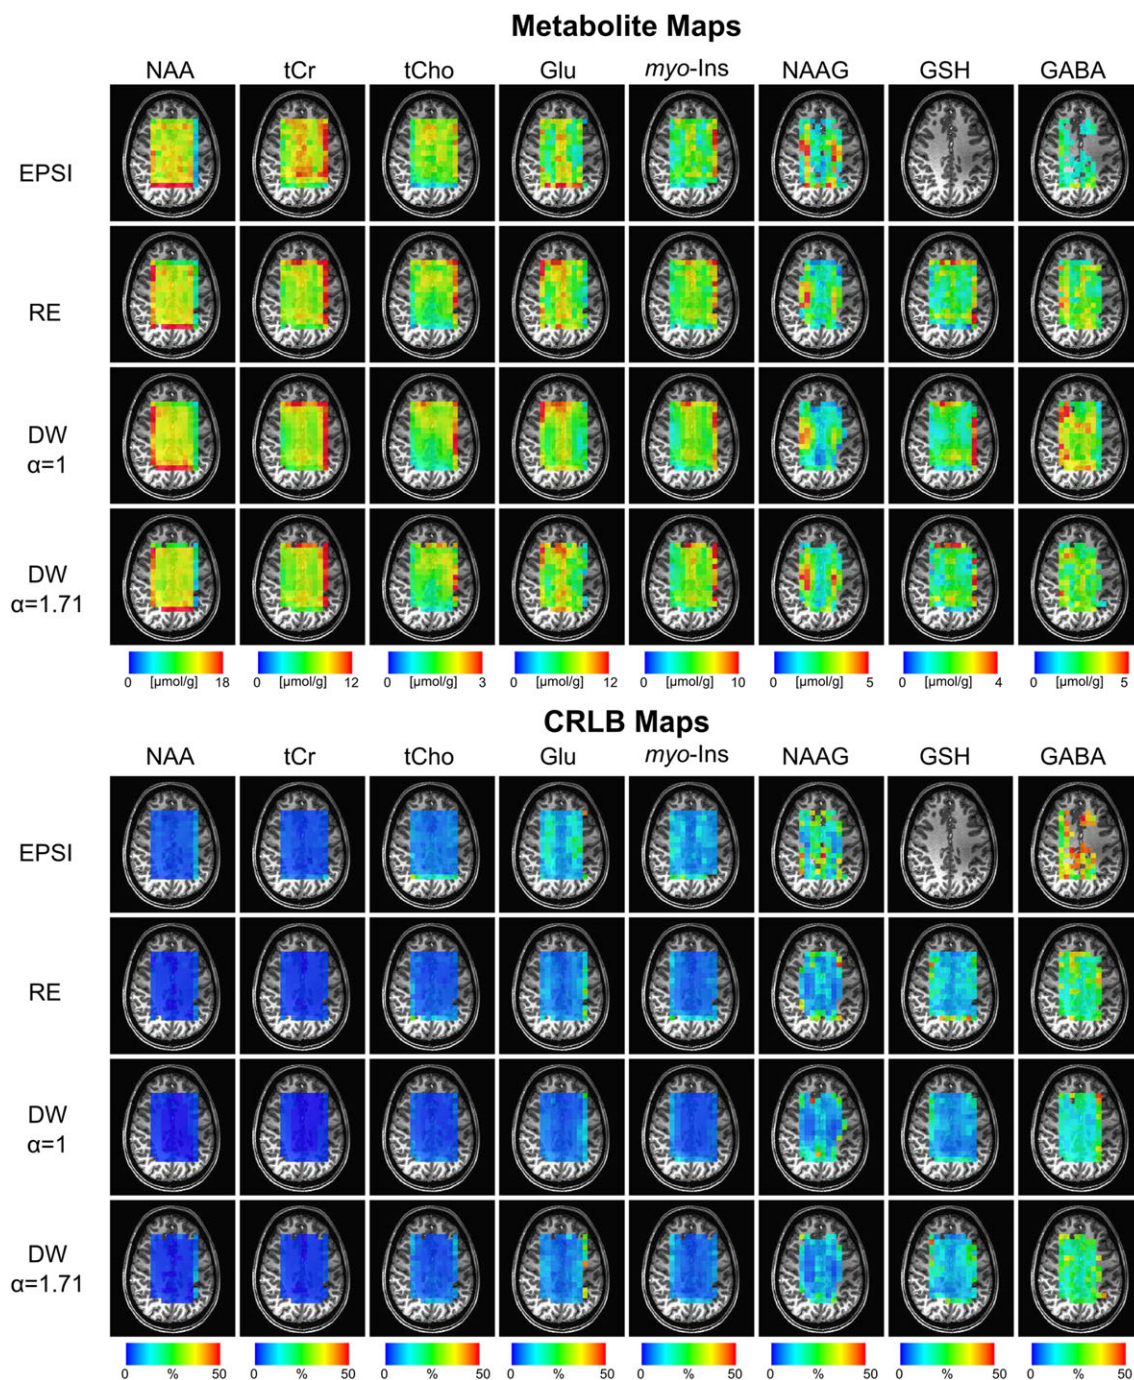 Metabolite Maps
NAA tCr tCho Glu myo-Ins NAAG GSH GABA
EPSI
RE
DW
α=1
DW
α=1.71
0 [μmol/g] 18 0 [μmol/g] 12 0 [μmol/g] 3 0 [μmol/g] 12 0 [μmol/g] 10 0 [μmol/g] 5 0 [μmol/g] 4 0 [μmol/g] 5
CRLB Maps
NAA tCr tCho Glu myo-Ins NAAG GSH GABA
EPSI
RE
DW
α=1
DW
α=1.71
0 % 50 0 % 50 0 % 50 0 % 50 0 % 50 0 % 50 0 % 50 0 % 50